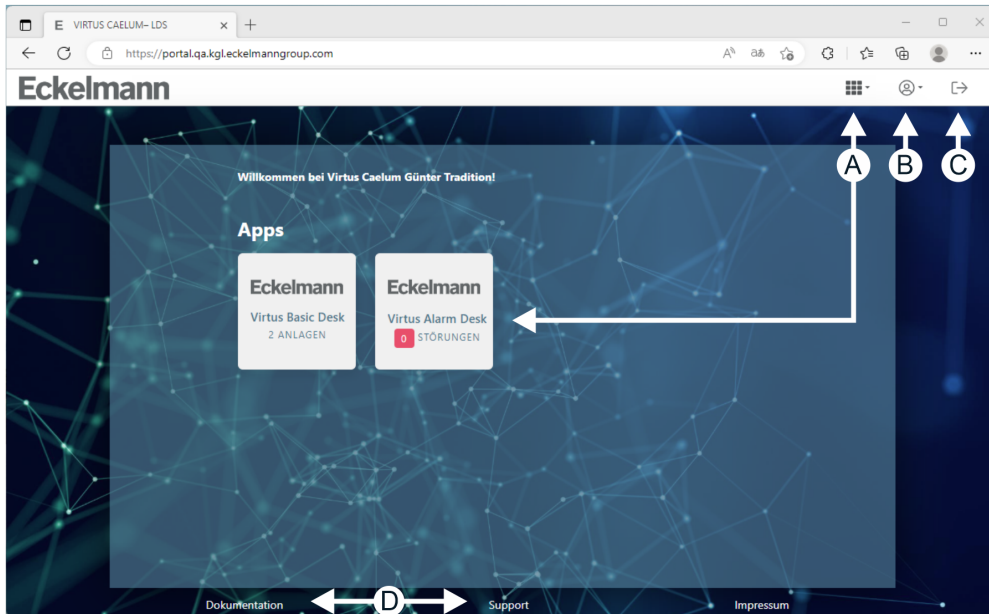 E VIRTUS CAELUM– LDS
https://portal.qa.kgl.eckelmanngroup.com
Eckelmann
A B C
Willkommen bei Virtus Caelum Günter Tradition!
Apps
Eckelmann Eckelmann
Virtus Basic Desk Virtus Alarm Desk
2 ANLAGEN 0 STÖRUNGEN
Dokumentation D Support Impressum